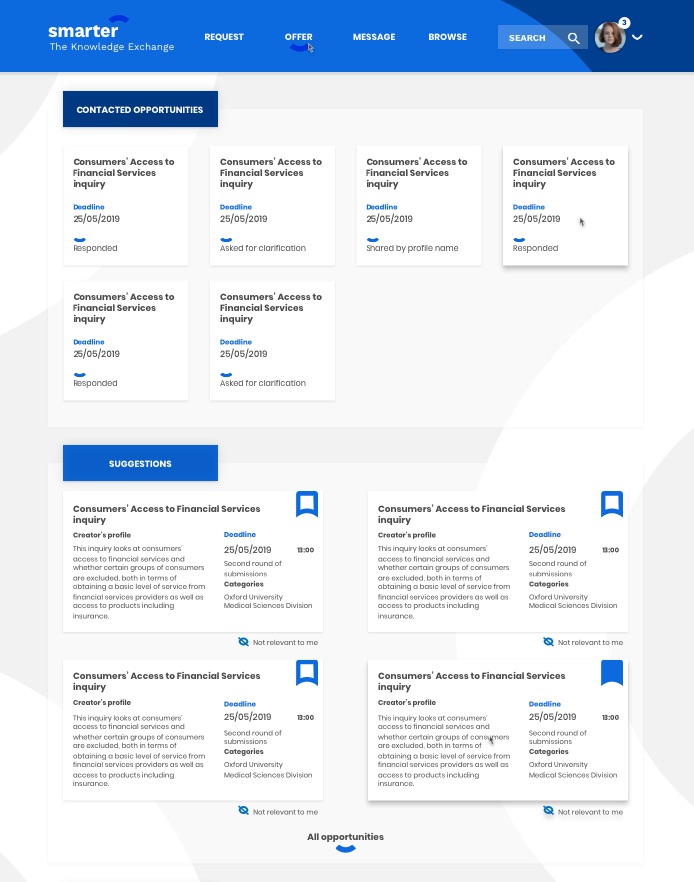 smarter
The Knowledge Exchange
REQUEST
OFFER
MESSAGE
BROWSE
SEARCH
3
CONTACTED OPPORTUNITIES
Consumers' Access to
Financial Services
inquiry
Deadline
25/05/2019
Responded
Consumers' Access to
Financial Services
inquiry
Deadline
25/05/2019
Asked for clarification
Consumers' Access to
Financial Services
inquiry
Deadline
25/05/2019
Shared by profile name
Consumers' Access to
Financial Services
inquiry
Deadline
25/05/2019
Responded
Consumers' Access to
Financial Services
inquiry
Deadline
25/05/2019
Responded
Consumers' Access to
Financial Services
inquiry
Deadline
25/05/2019
Asked for clarification
SUGGESTIONS
Consumers' Access to Financial Services
inquiry
Creator's profile
This inquiry looks at consumers'
access to financial services and
whether certain groups of consumers
are excluded, both in terms of
obtaining a basic level of service from
financial services providers as well as
access to products including
insurance.
Deadline
25/05/2019 13:00
Second round of
submissions
Categories
Oxford University
Medical Sciences Division
Not relevant to me
Consumers' Access to Financial Services
inquiry
Creator's profile
This inquiry looks at consumers'
access to financial services and
whether certain groups of consumers
are excluded, both in terms of
obtaining a basic level of service from
financial services providers as well as
access to products including
insurance.
Deadline
25/05/2019 13:00
Second round of
submissions
Categories
Oxford University
Medical Sciences Division
Not relevant to me
Consumers' Access to Financial Services
inquiry
Creator's profile
This inquiry looks at consumers'
access to financial services and
whether certain groups of consumers
are excluded, both in terms of
obtaining a basic level of service from
financial services providers as well as
access to products including
insurance.
Deadline
25/05/2019 13:00
Second round of
submissions
Categories
Oxford University
Medical Sciences Division
Not relevant to me
Consumers' Access to Financial Services
inquiry
Creator's profile
This inquiry looks at consumers'
access to financial services and
whether certain groups of consumers
are excluded, both in terms of
obtaining a basic level of service from
financial services providers as well as
access to products including
insurance.
Deadline
25/05/2019 13:00
Second round of
submissions
Categories
Oxford University
Medical Sciences Division
Not relevant to me
All opportunities